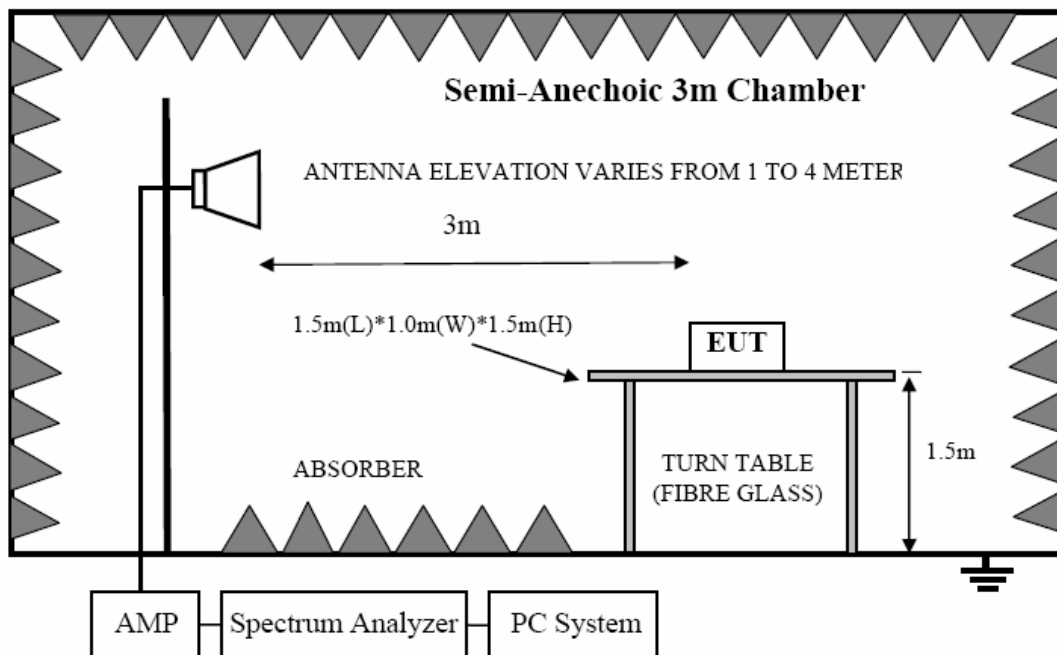 Semi-Anechoic 3m Chamber
ANTENNA ELEVATION VARIES FROM 1 TO 4 METER
3m
1.5m(L)*1.0m(W)*1.5m(H)
EUT
1.5m
ABSORBER
TURN TABLE
(FIBRE GLASS)
AMP
Spectrum Analyzer
PC System